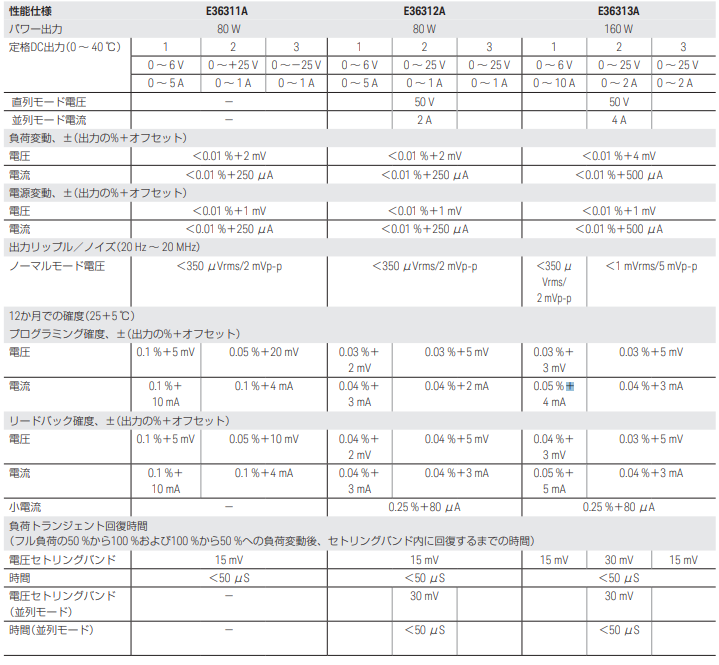 性能仕様 E36311A E36312A E36313A
パワー出力 80 W 80 W 160 W
定格DC出力(0 ~ 40 ℃) 1 2 3 1 2 3 1 2 3
0 ~ 6 V 0 ~ +25 V 0 ~ −25 V 0 ~ 6 V 0 ~ 25 V 0 ~ 25 V 0 ~ 6 V 0 ~ 25 V 0 ~ 25 V
0 ~ 5 A 0 ~ 1 A 0 ~ 1 A 0 ~ 5 A 0 ~ 1 A 0 ~ 1 A 0 ~ 10 A 0 ~ 2 A 0 ~ 2 A
直列モード電圧 − 50 V 50 V
並列モード電流 − 2 A 4 A
負荷変動、±(出力の%+オフセット)
電圧 <0.01 %+2 mV <0.01 %+2 mV <0.01 %+4 mV
電流 <0.01 %+250 μA <0.01 %+250 μA <0.01 %+500 μA
電源変動、±(出力の%+オフセット)
電圧 <0.01 %+1 mV <0.01 %+1 mV <0.01 %+1 mV
電流 <0.01 %+250 μA <0.01 %+250 μA <0.01 %+500 μA
出力リップル/ノイズ(20 Hz ~ 20 MHz)
ノーマルモード電圧 <350 μVrms/2 mVp-p <350 μVrms/2 mVp-p <350 μ <1 mVrms/5 mVp-p
Vrms/
2 mVp-p
12か月での確度(25+5 ℃)
プログラミング確度、±(出力の%+オフセット)
電圧 0.1 %+5 mV 0.05 %+20 mV 0.03 %+ 0.03 %+5 mV 0.03 %+ 0.03 %+5 mV
2 mV 3 mV
電流 0.1 %+ 0.1 %+4 mA 0.04 %+ 0.04 %+2 mA 0.05 %+ 0.04 %+3 mA
10 mA 3 mA 4 mA
リードバック確度、±(出力の%+オフセット)
電圧 0.1 %+5 mV 0.05 %+10 mV 0.04 %+ 0.04 %+5 mV 0.04 %+ 0.03 %+5 mV
2 mV 3 mV
電流 0.1 %+ 0.1 %+4 mA 0.04 %+ 0.04 %+3 mA 0.05 %+ 0.04 %+3 mA
10 mA 3 mA 5 mA
小電流 − 0.25 %+80 μA 0.25 %+80 μA
負荷トランジェント回復時間
(フル負荷の50 %から100 %および100 %から50 %への負荷変動後、セトリングバンド内に回復するまでの時間)
電圧セトリングバンド 15 mV 15 mV 15 mV 30 mV 15 mV
時間 <50 μS <50 μS <50 μS
電圧セトリングバンド − 30 mV 30 mV
(並列モード)
時間(並列モード) − <50 μS <50 μS